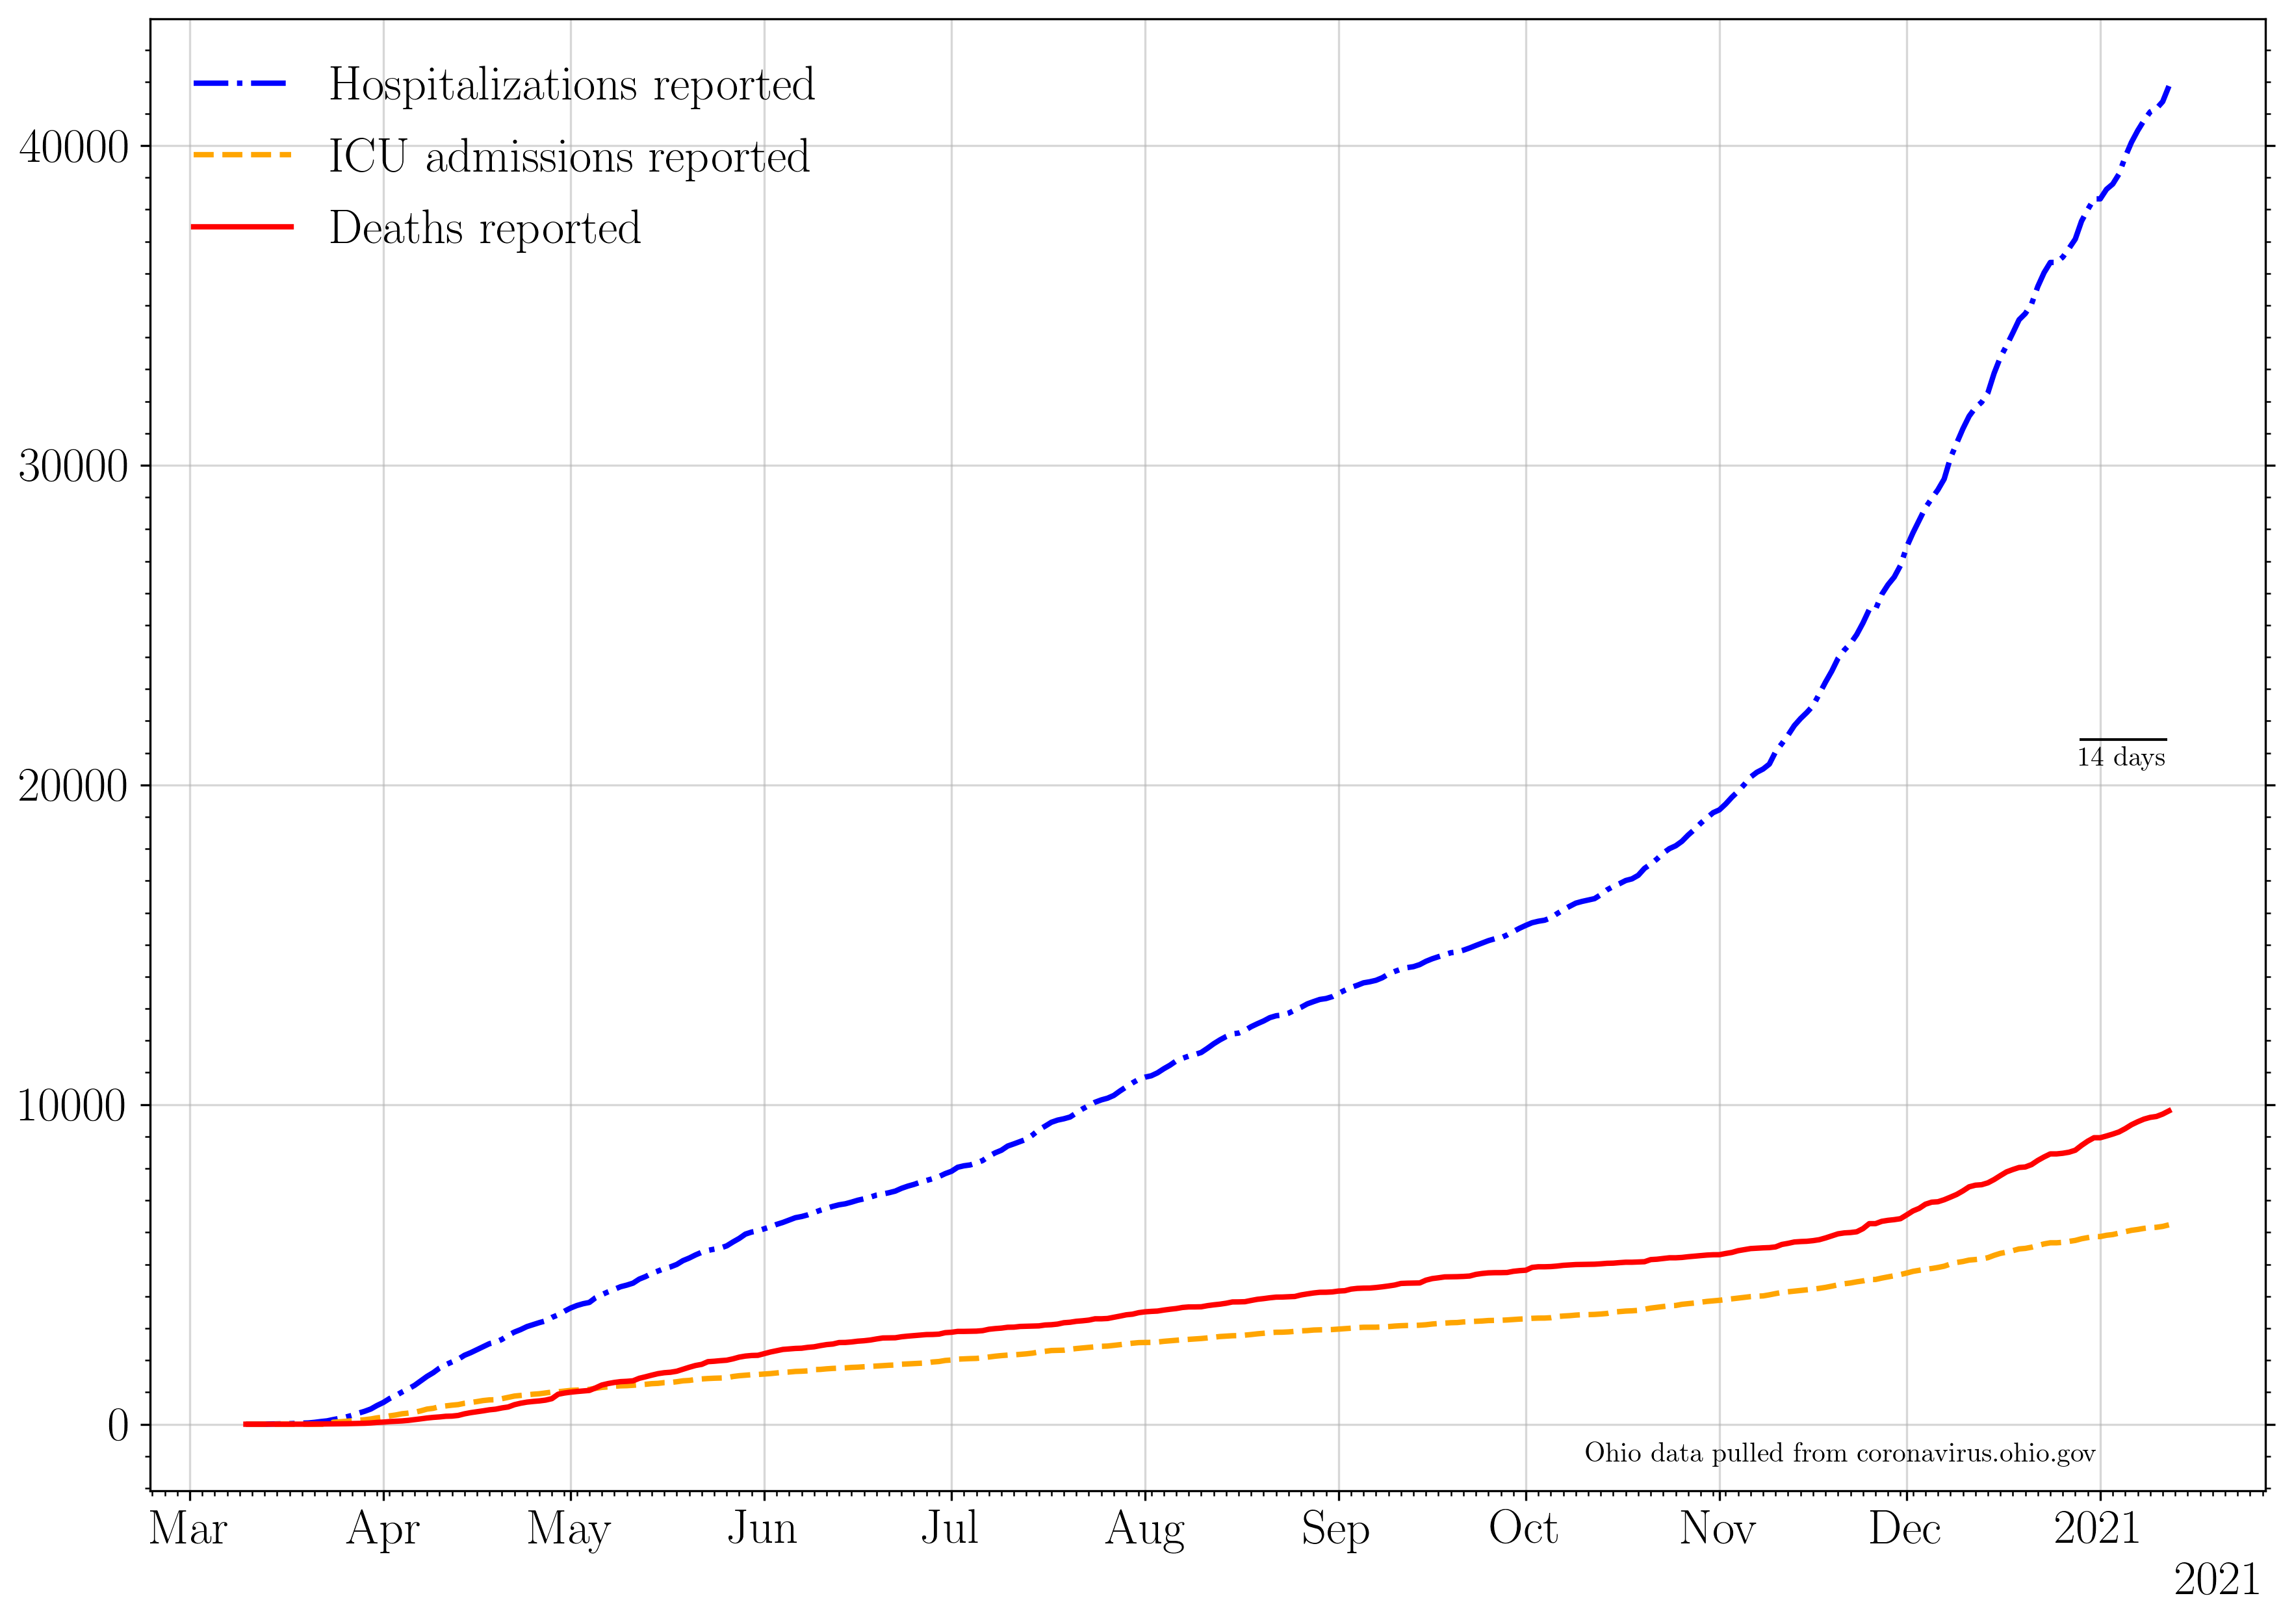 Hospitalizations reported
ICU admissions reported
Deaths reported
40000
30000
20000
10000
0
14 days
Ohio data pulled from coronavirus.ohio.gov
Mar Apr May Jun Jul Aug Sep Oct Nov Dec 2021
2021